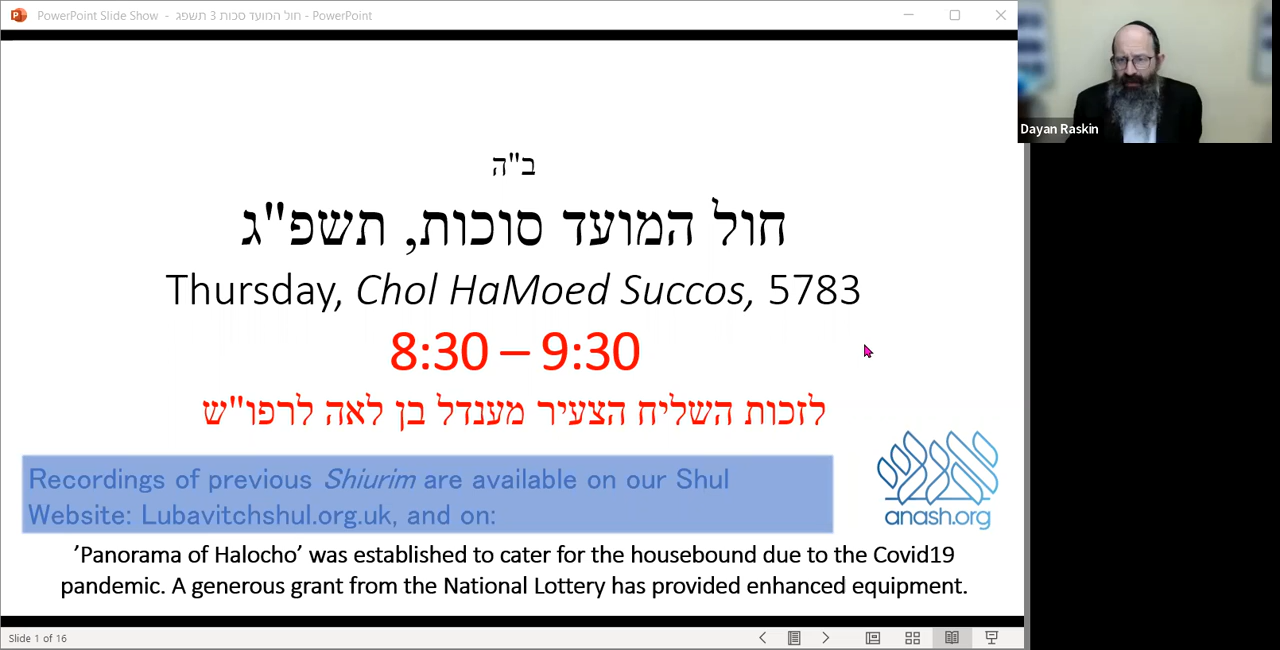 PowerPoint Slide Show - חול המועד סכות 3 תשפג - PowerPoint
Dayan Raskin
ב"ה
חול המועד סוכות, תשפ"ג
Thursday, Chol HaMoed Succos, 5783
8:30 – 9:30
לזכות השליח הצעיר מענדל בן לאה לרפו"ש
Recordings of previous Shiurim are available on our Shul
Website: Lubavitchshul.org.uk, and on:
anash.org
’Panorama of Halocho’ was established to cater for the housebound due to the Covid19
pandemic. A generous grant from the National Lottery has provided enhanced equipment.
Slide 1 of 16